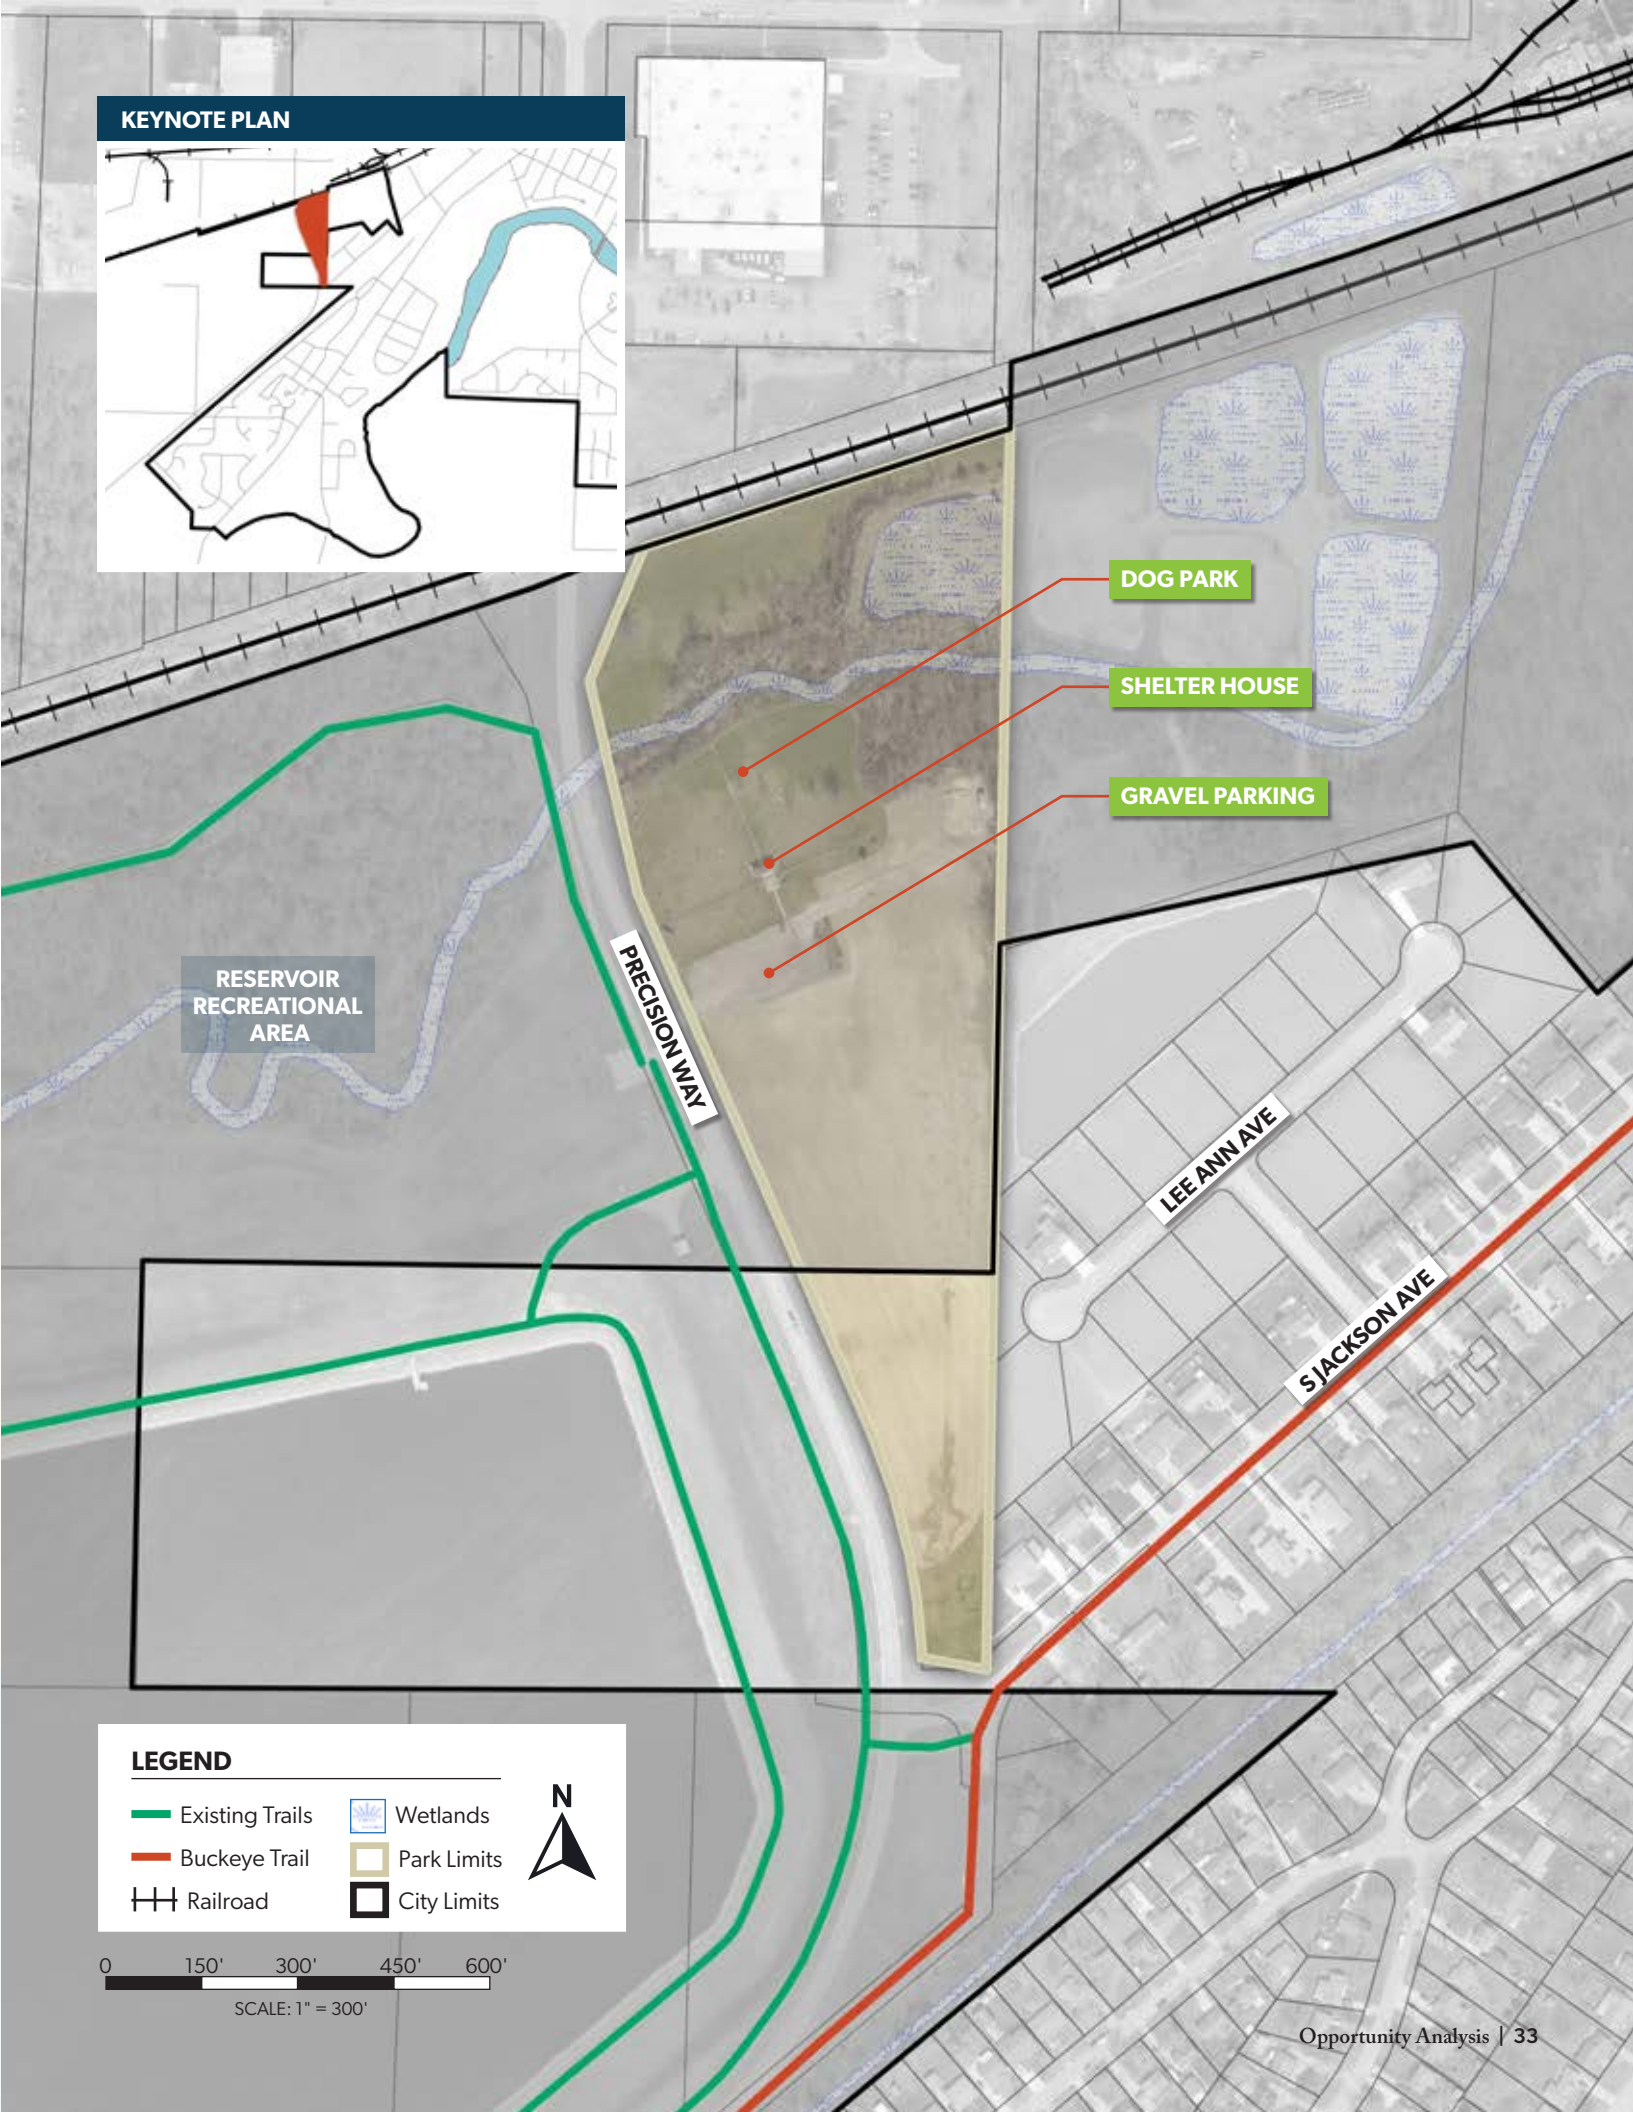 KEYNOTE PLAN
DOG PARK
SHELTER HOUSE
GRAVEL PARKING
RESERVOIR
RECREATIONAL
AREA
PRECISION WAY
LEE ANN AVE
S JACKSON AVE
LEGEND
Existing Trails
Buckeye Trail
Railroad
Wetlands
Park Limits
City Limits
N
0 150' 300' 450' 600'
SCALE: 1" = 300'
Opportunity Analysis | 33